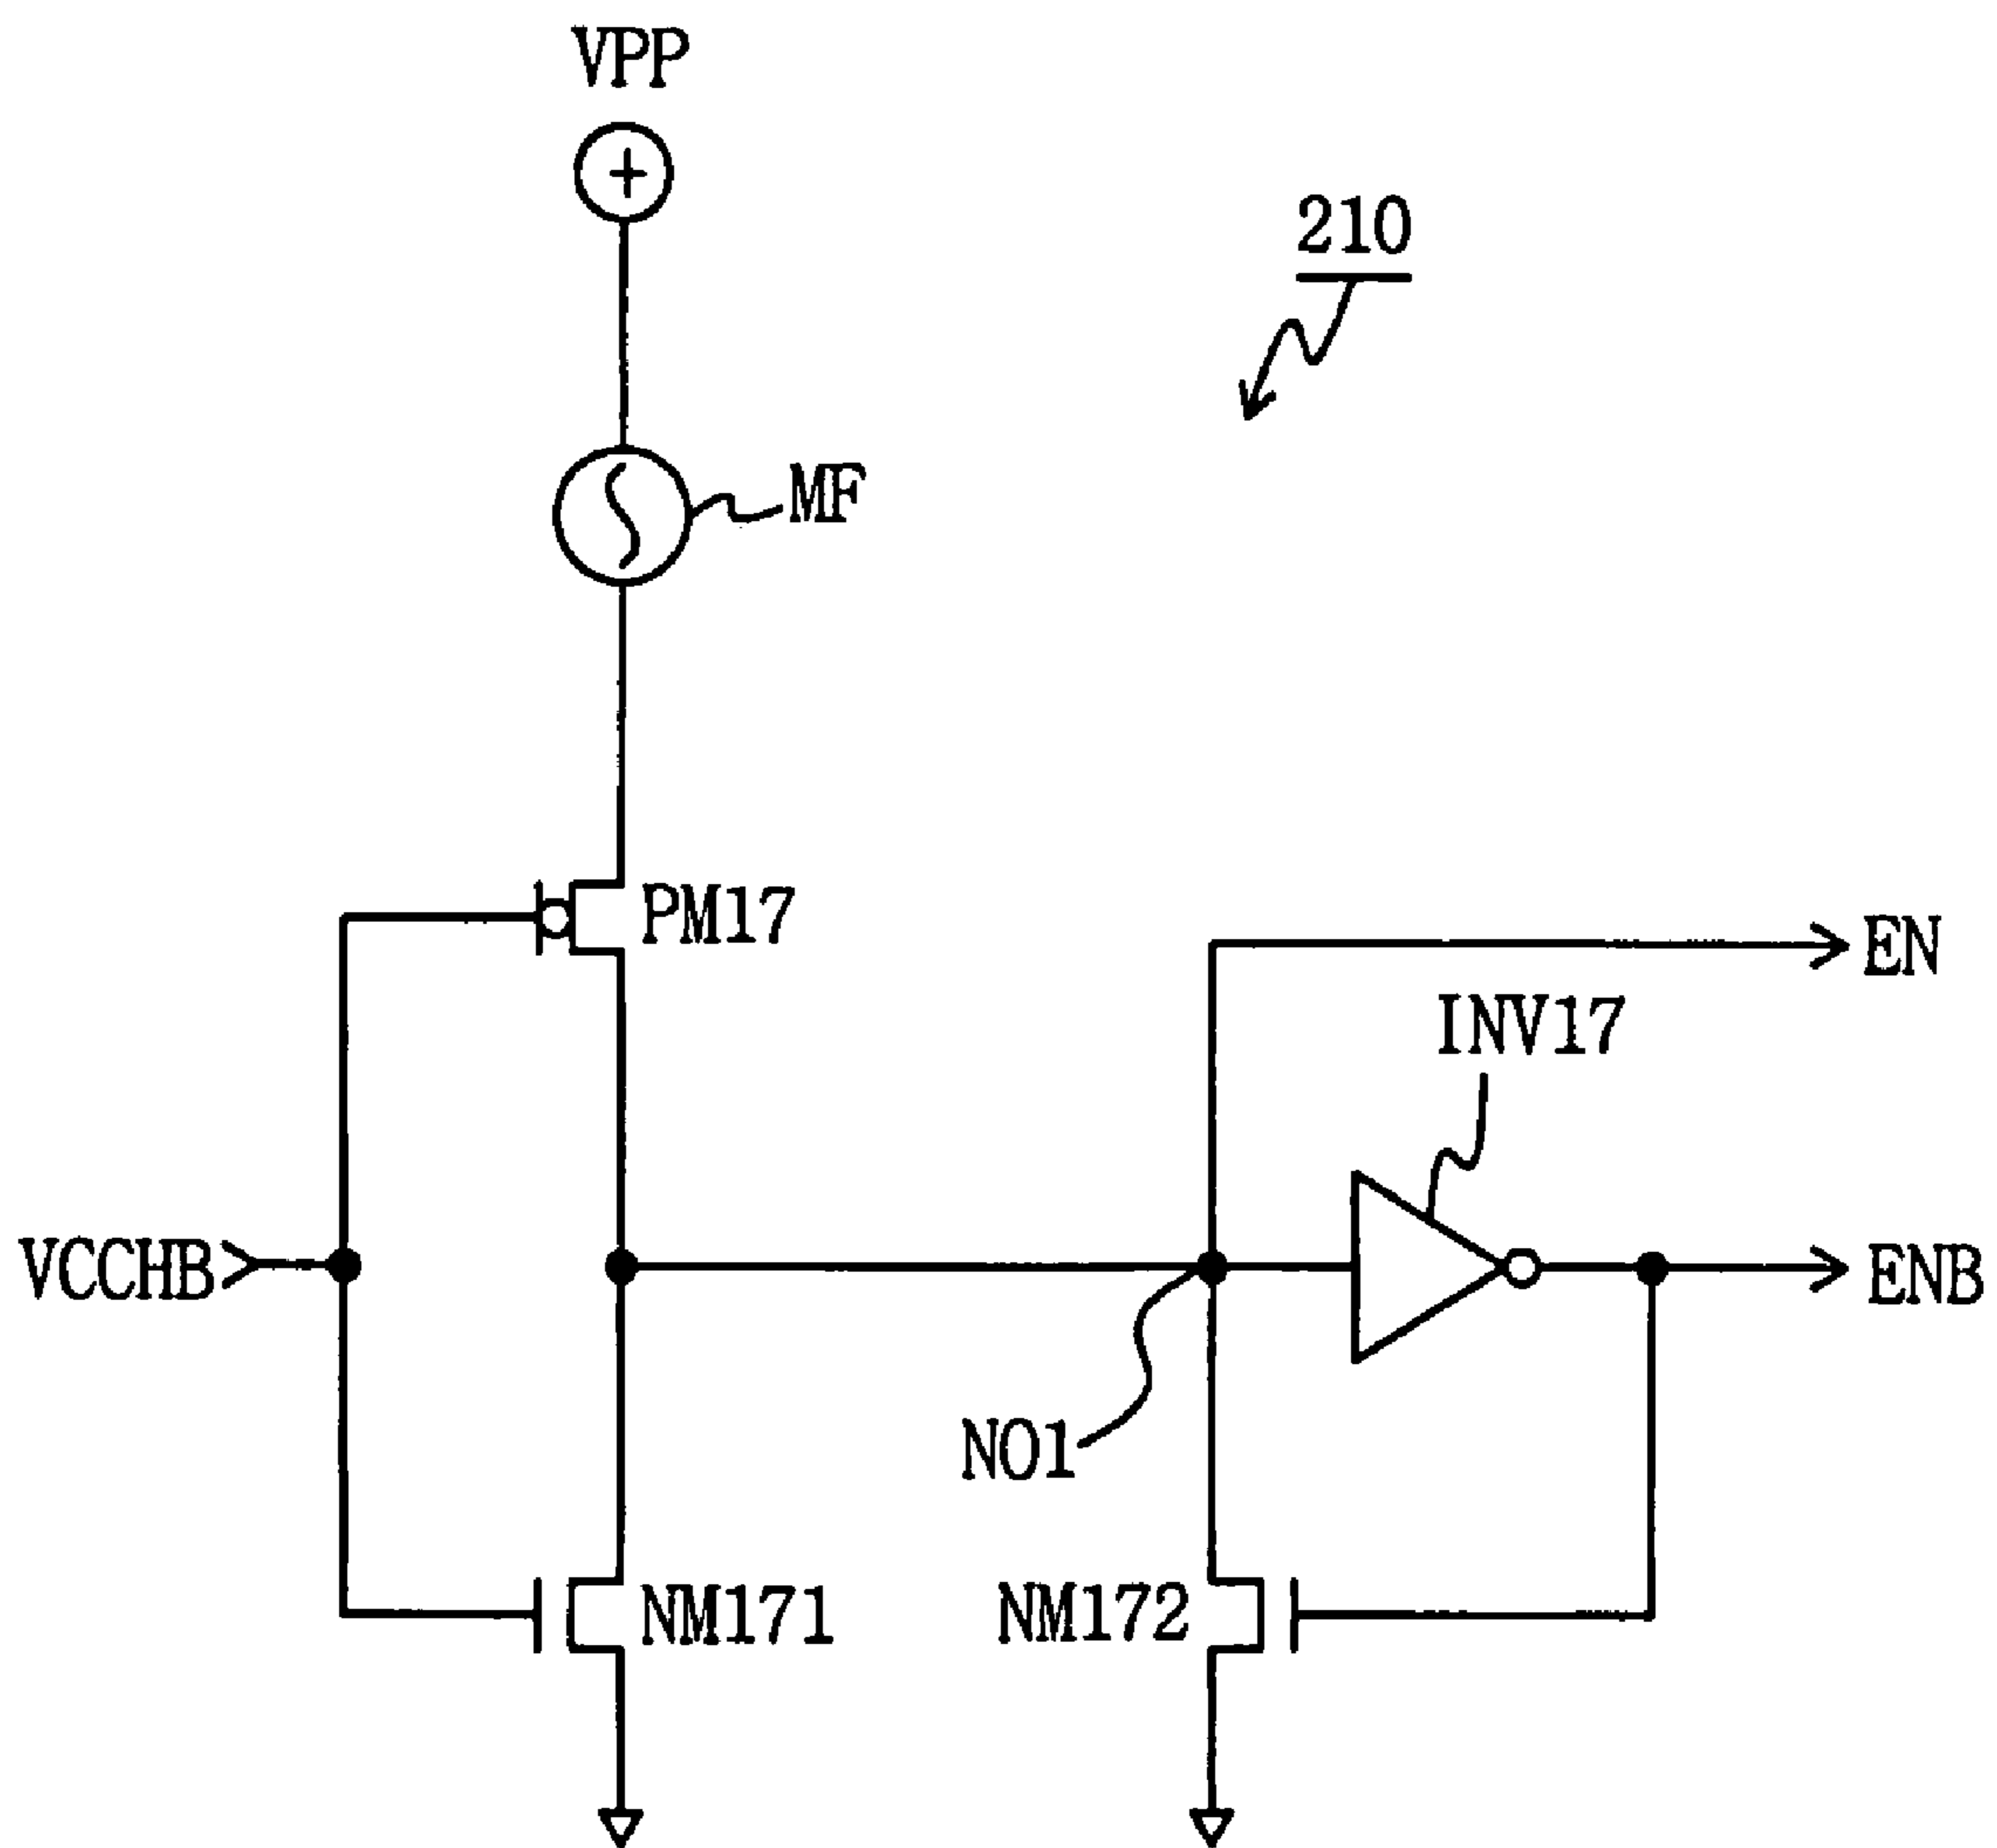 VPP
+
210
MF
PM17
EN
INV17
VCCHB
ENB
NO1
NM171
NM172